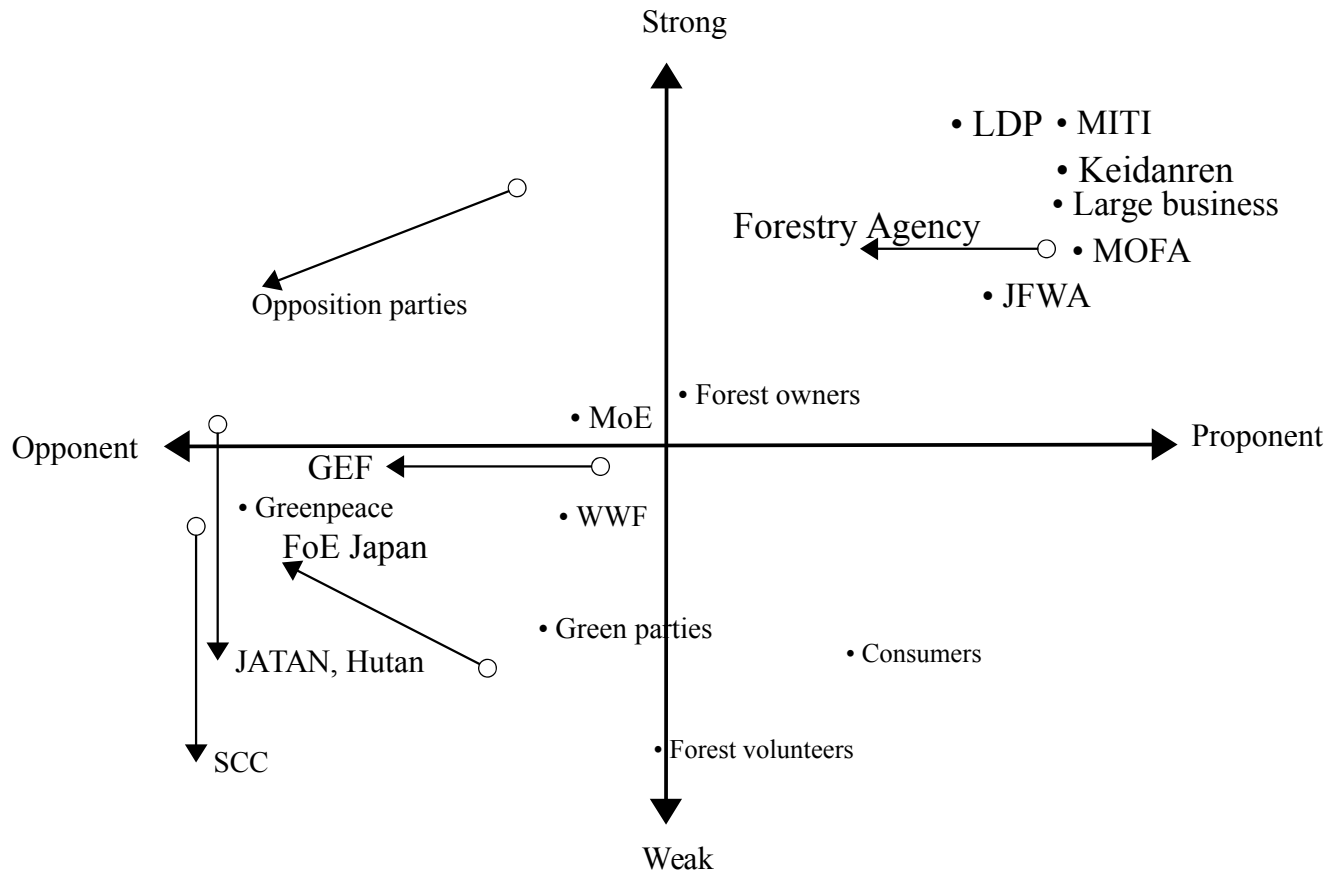 Strong
• LDP • MITI
• Keidanren
• Large business
Forestry Agency
• MOFA
• JFWA
Opposition parties
• Forest owners
• MoE
Opponent
Proponent
GEF
• Greenpeace
• WWF
FoE Japan
• Green parties
• Consumers
JATAN, Hutan
• Forest volunteers
SCC
Weak